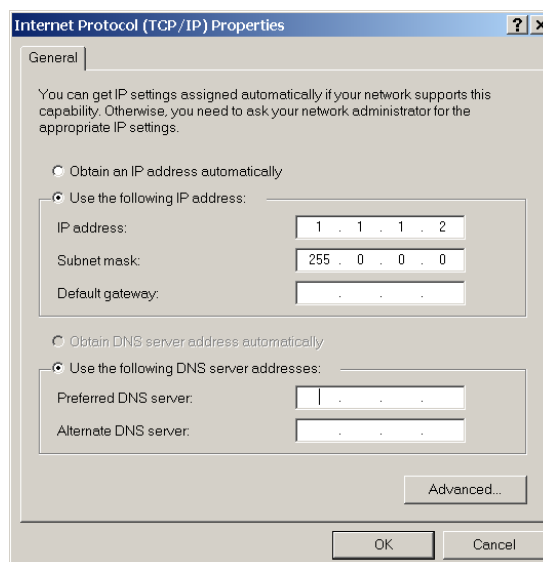 Internet Protocol (TCP/IP) Properties
General
You can get IP settings assigned automatically if your network supports this
capability. Otherwise, you need to ask your network administrator for the
appropriate IP settings.
Obtain an IP address automatically
Use the following IP address:
IP address: 1 . 1 . 1 . 2
Subnet mask: 255 . 0 . 0 . 0
Default gateway: . . .
Obtain DNS server address automatically
Use the following DNS server addresses:
Preferred DNS server: . . .
Alternate DNS server: . . .
Advanced...
OK Cancel